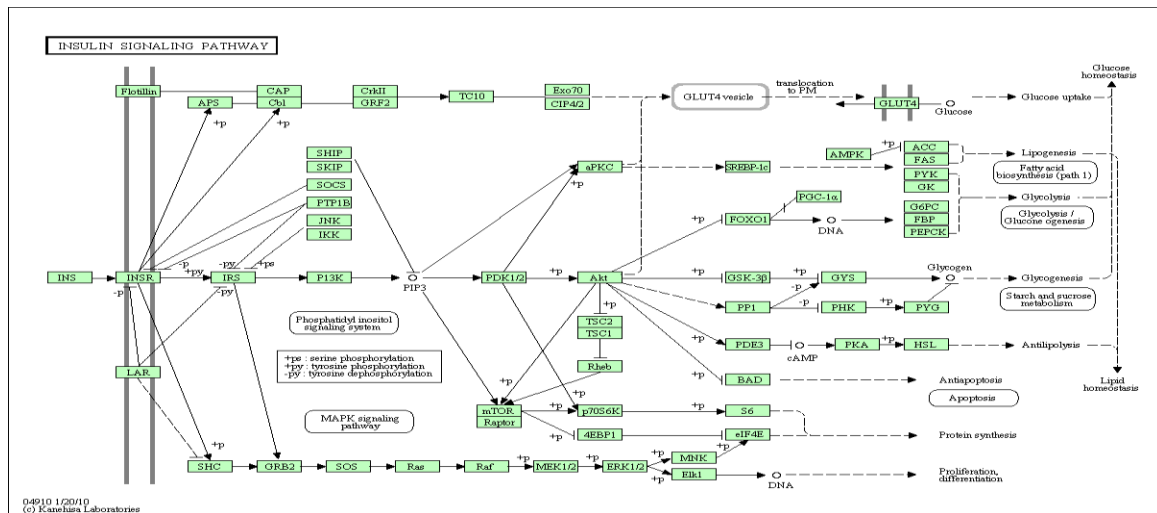 INSULIN SIGNALING PATHWAY
Glucose
homeostasis
Flotillin
CAP
CrkII
Exo70
translocation
to PM
APS
Cbl
GRF2
TC10
CIP4/2
GLUT4 vesicle
GLUT4
Glucose
Glucose uptake
+p
+p
SHIP
SKIP
SOCS
PTP1B
JNK
IKK
aPKC
+p
SREBP-1c
AMPK
+p
ACC
FAS
PYK
GK
Lipogenesis
Fatty acid
biosynthesis (path 1)
PGC-1α
+p
FOXO1
DNA
G6PC
FBP
PEPCK
Glycolysis
Glycolysis /
Glucone ogenesis
INS
INSR
-p
+py
-py
+ps
IRS
P13K
PIP3
PDK1/2
+p
Akt
+p
GSK-3β
+p
GYS
Glycogen
Glycogenesis
-p
-py
+p
PP1
-p
-p
PHK
+p
PYG
Starch and sucrose
metabolism
Phosphatidyl inositol
signaling system
+p
TSC2
TSC1
+p
PDE3
cAMP
PKA
+p
HSL
Antilipolysis
+ps : serine phosphorylation
+py : tyrosine phosphorylation
-py : tyrosine dephosphorylation
LAR
Rheb
+p
+p
BAD
Antiapoptosis
Apoptosis
Lipid
homeostasis
MAPK signaling
pathway
mTOR
Raptor
+p
p70S6K
+p
S6
+p
4EBP1
eIF4E
Protein synthesis
+p
SHC
GRB2
SOS
Ras
Raf
+p
MEK1/2
+p
ERK1/2
+p
MNK
+p
+p
Elk1
DNA
Proliferation,
differentiation
04910 1/20/10
(c) Kanehisa Laboratories